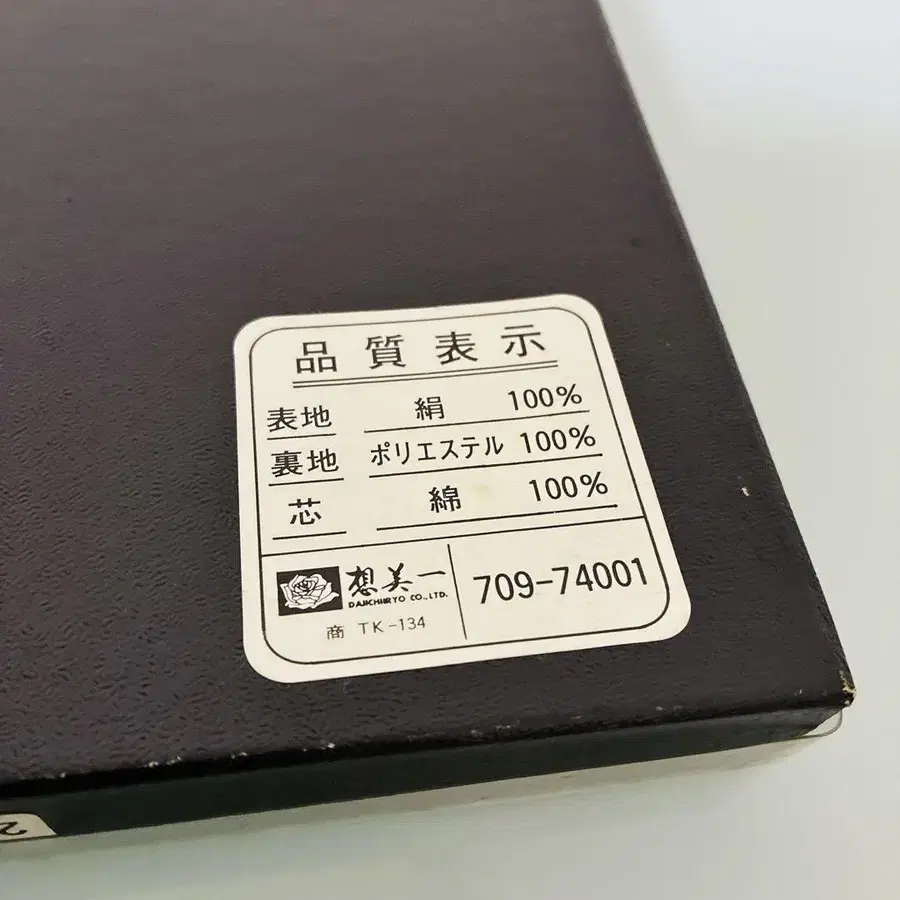 品質表示
表地 絹 100%
裏地 ポリエステル 100%
芯 綿 100%
想美一
DAIICHIRYO CO.,LTD.
商 TK-134
709-74001
2